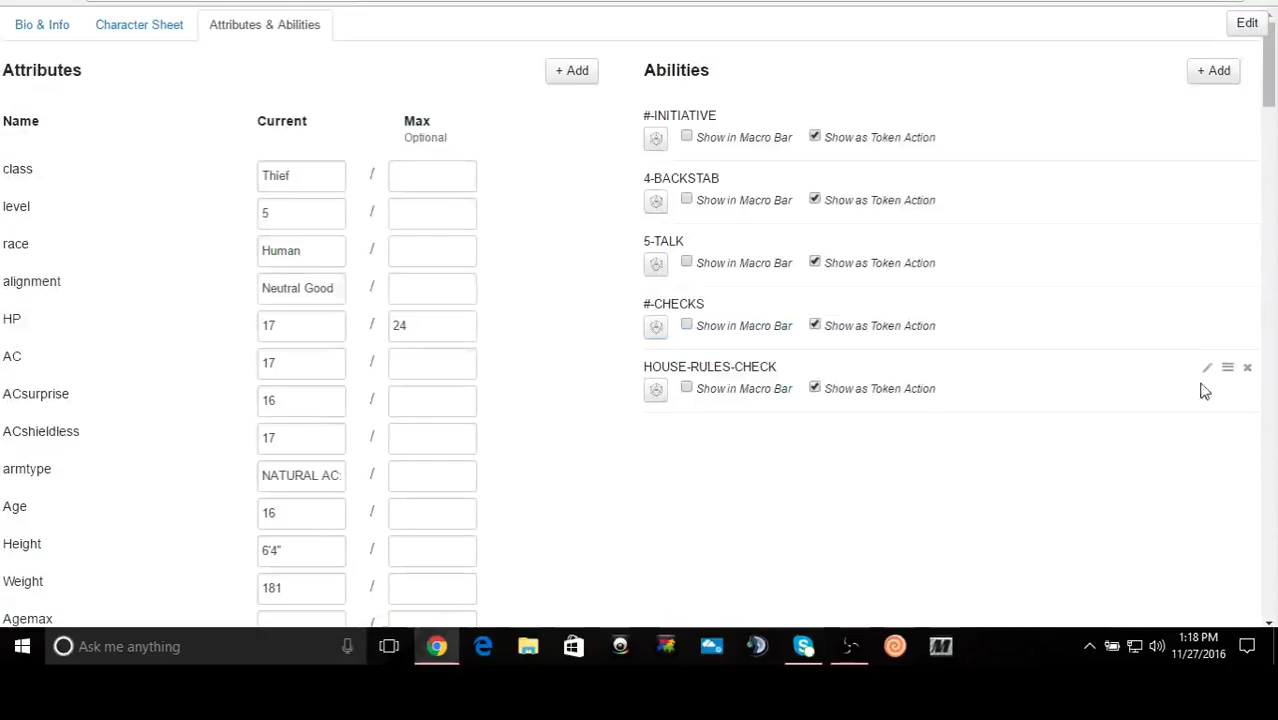 Bio & Info Character Sheet Attributes & Abilities Edit
Attributes + Add
Name Current Max
Optional
class Thief /
level 5 /
race Human /
alignment Neutral Good /
HP 17 / 24
AC 17 /
ACsurprise 16 /
ACshieldless 17 /
armtype NATURAL AC: /
Age 16 /
Height 6'4" /
Weight 181 /
Agemax /
Abilities + Add
#-INITIATIVE
Show in Macro Bar Show as Token Action
4-BACKSTAB
Show in Macro Bar Show as Token Action
5-TALK
Show in Macro Bar Show as Token Action
#-CHECKS
Show in Macro Bar Show as Token Action
HOUSE-RULES-CHECK
Show in Macro Bar Show as Token Action
Ask me anything
1:18 PM
11/27/2016